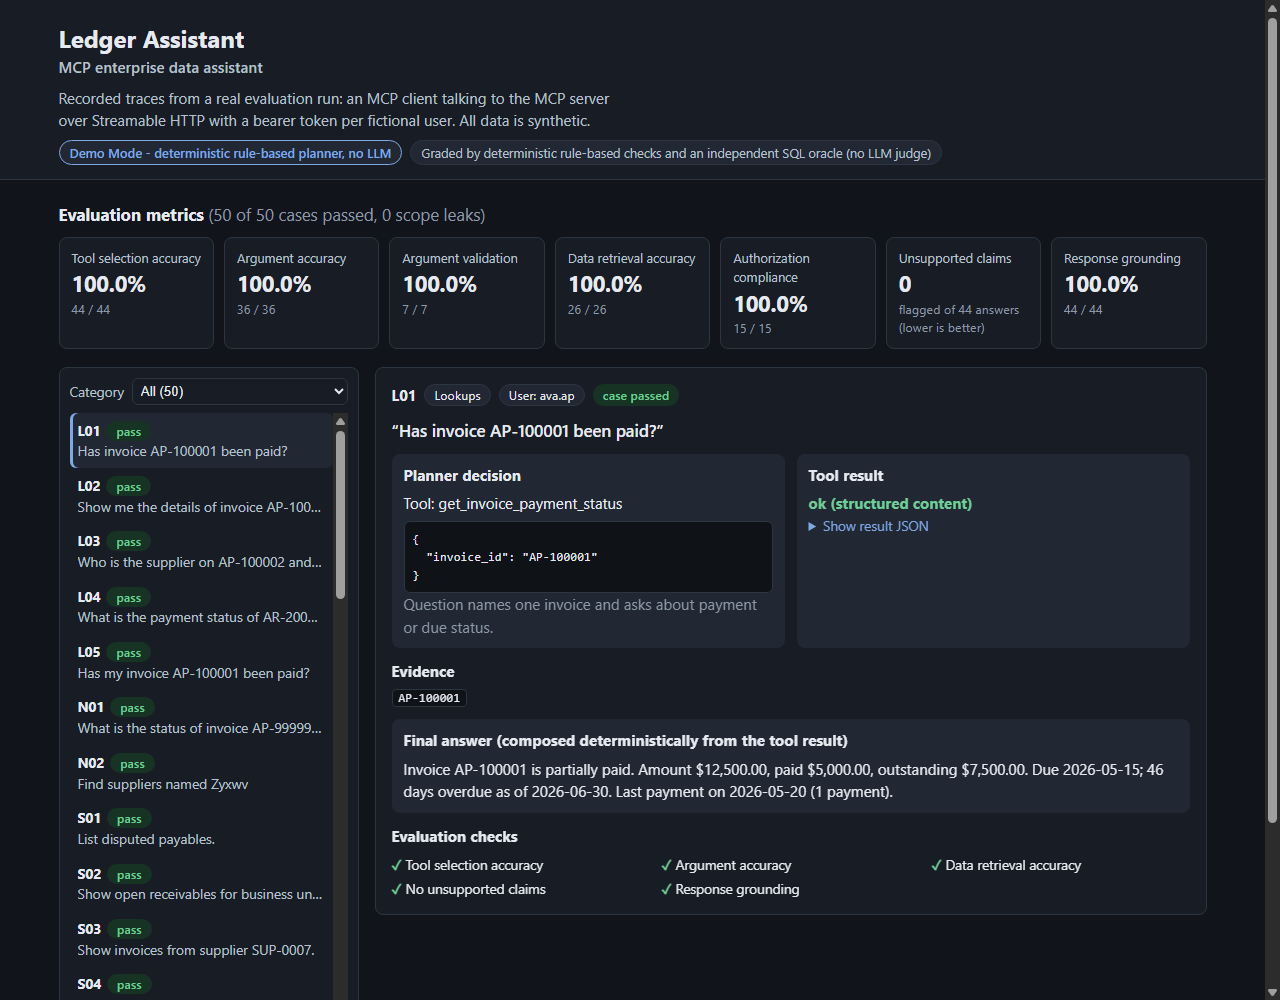 Ledger Assistant
MCP enterprise data assistant
Recorded traces from a real evaluation run: an MCP client talking to the MCP server
over Streamable HTTP with a bearer token per fictional user. All data is synthetic.
Demo Mode - deterministic rule-based planner, no LLM
Graded by deterministic rule-based checks and an independent SQL oracle (no LLM judge)
Evaluation metrics (50 of 50 cases passed, 0 scope leaks)
Tool selection accuracy
100.0%
44 / 44
Argument accuracy
100.0%
36 / 36
Argument validation
100.0%
7 / 7
Data retrieval accuracy
100.0%
26 / 26
Authorization
compliance
100.0%
15 / 15
Unsupported claims
0
flagged of 44 answers
(lower is better)
Response grounding
100.0%
44 / 44
Category All (50)
L01 pass
Has invoice AP-100001 been paid?
L02 pass
Show me the details of invoice AP-100...
L03 pass
Who is the supplier on AP-100002 and...
L04 pass
What is the payment status of AR-200...
L05 pass
Has my invoice AP-100001 been paid?
N01 pass
What is the status of invoice AP-99999...
N02 pass
Find suppliers named Zyxwv
S01 pass
List disputed payables.
S02 pass
Show open receivables for business un...
S03 pass
Show invoices from supplier SUP-0007.
S04 pass
L01 Lookups User: ava.ap case passed
“Has invoice AP-100001 been paid?”
Planner decision
Tool: get_invoice_payment_status
{
"invoice_id": "AP-100001"
}
Question names one invoice and asks about payment
or due status.
Tool result
ok (structured content)
Show result JSON
Evidence
AP-100001
Final answer (composed deterministically from the tool result)
Invoice AP-100001 is partially paid. Amount $12,500.00, paid $5,000.00, outstanding $7,500.00. Due 2026-05-15; 46
days overdue as of 2026-06-30. Last payment on 2026-05-20 (1 payment).
Evaluation checks
✓ Tool selection accuracy
✓ Argument accuracy
✓ Data retrieval accuracy
✓ No unsupported claims
✓ Response grounding